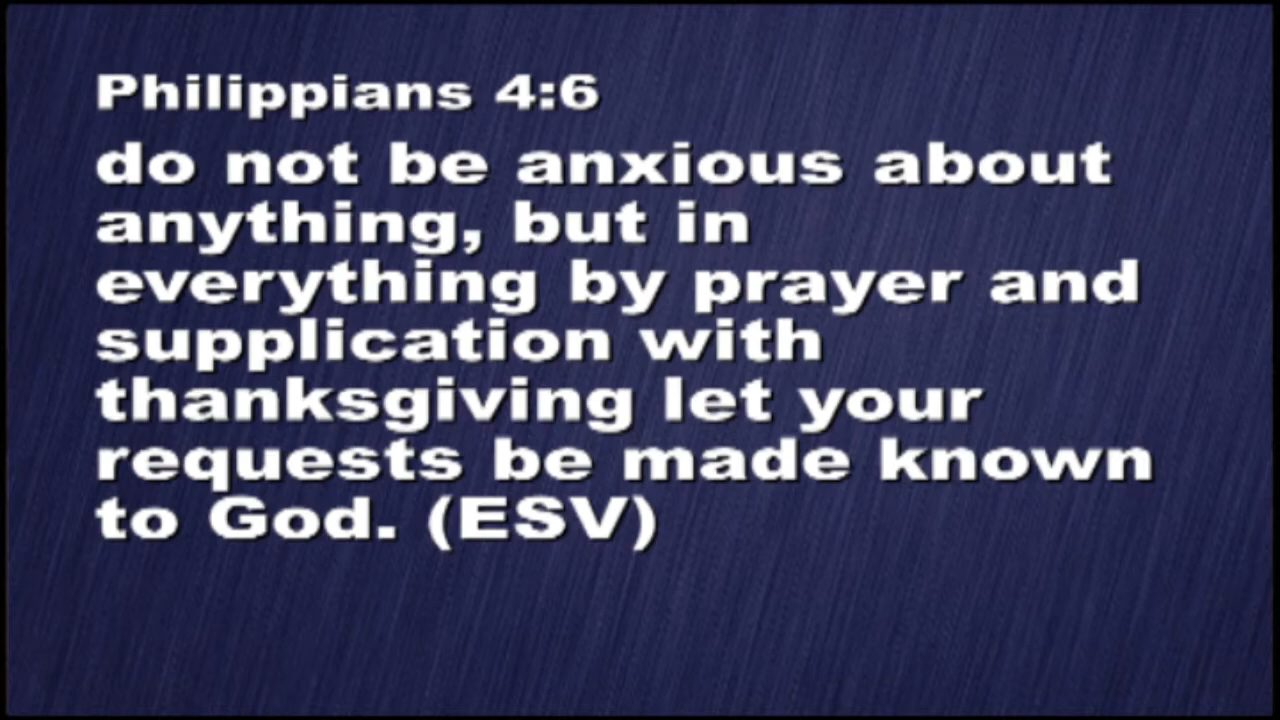 Philippians 4:6
do not be anxious about
anything, but in
everything by prayer and
supplication with
thanksgiving let your
requests be made known
to God. (ESV)